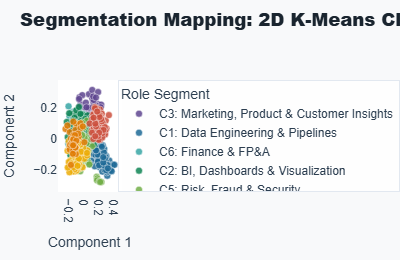 Segmentation Mapping: 2D K-Means
Component 2
0.2
0
−0.2
−0.2
0
0.2
0.4
Component 1
Role Segment
C3: Marketing, Product & Customer Insights
C1: Data Engineering & Pipelines
C6: Finance & FP&A
C2: BI, Dashboards & Visualization
C5: Risk, Fraud & Security